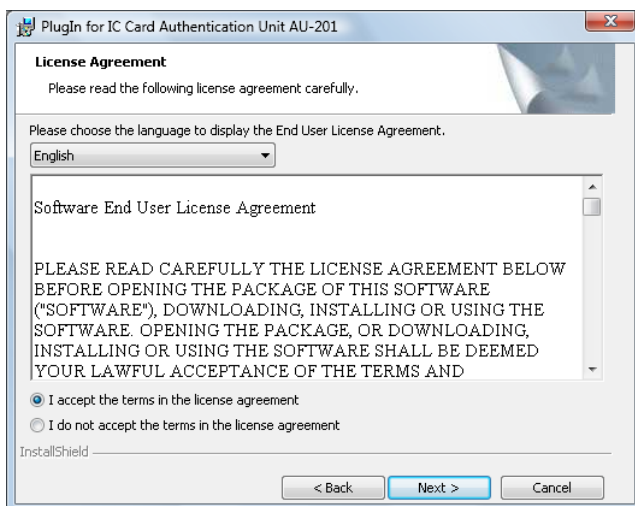 PlugIn for IC Card Authentication Unit AU-201
License Agreement
Please read the following license agreement carefully.
Please choose the language to display the End User License Agreement.
English
Software End User License Agreement
PLEASE READ CAREFULLY THE LICENSE AGREEMENT BELOW
BEFORE OPENING THE PACKAGE OF THIS SOFTWARE
("SOFTWARE"), DOWNLOADING, INSTALLING OR USING THE
SOFTWARE. OPENING THE PACKAGE, OR DOWNLOADING,
INSTALLING OR USING THE SOFTWARE SHALL BE DEEMED
YOUR LAWFUL ACCEPTANCE OF THE TERMS AND
I accept the terms in the license agreement
I do not accept the terms in the license agreement
InstallShield
< Back Next > Cancel